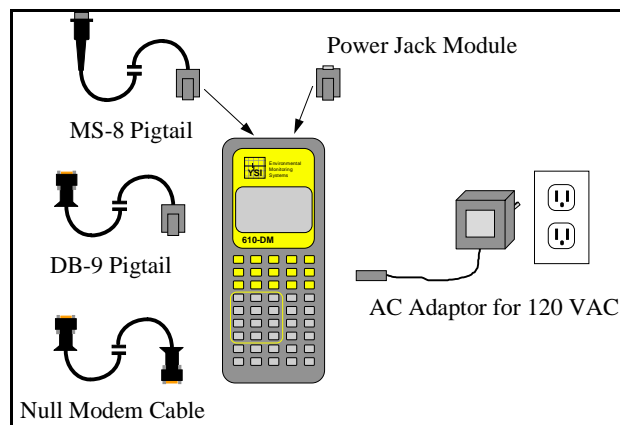 Power Jack Module
MS-8 Pigtail
YSI
Environmental
Monitoring
Systems
610-DM
DB-9 Pigtail
AC Adaptor for 120 VAC
Null Modem Cable